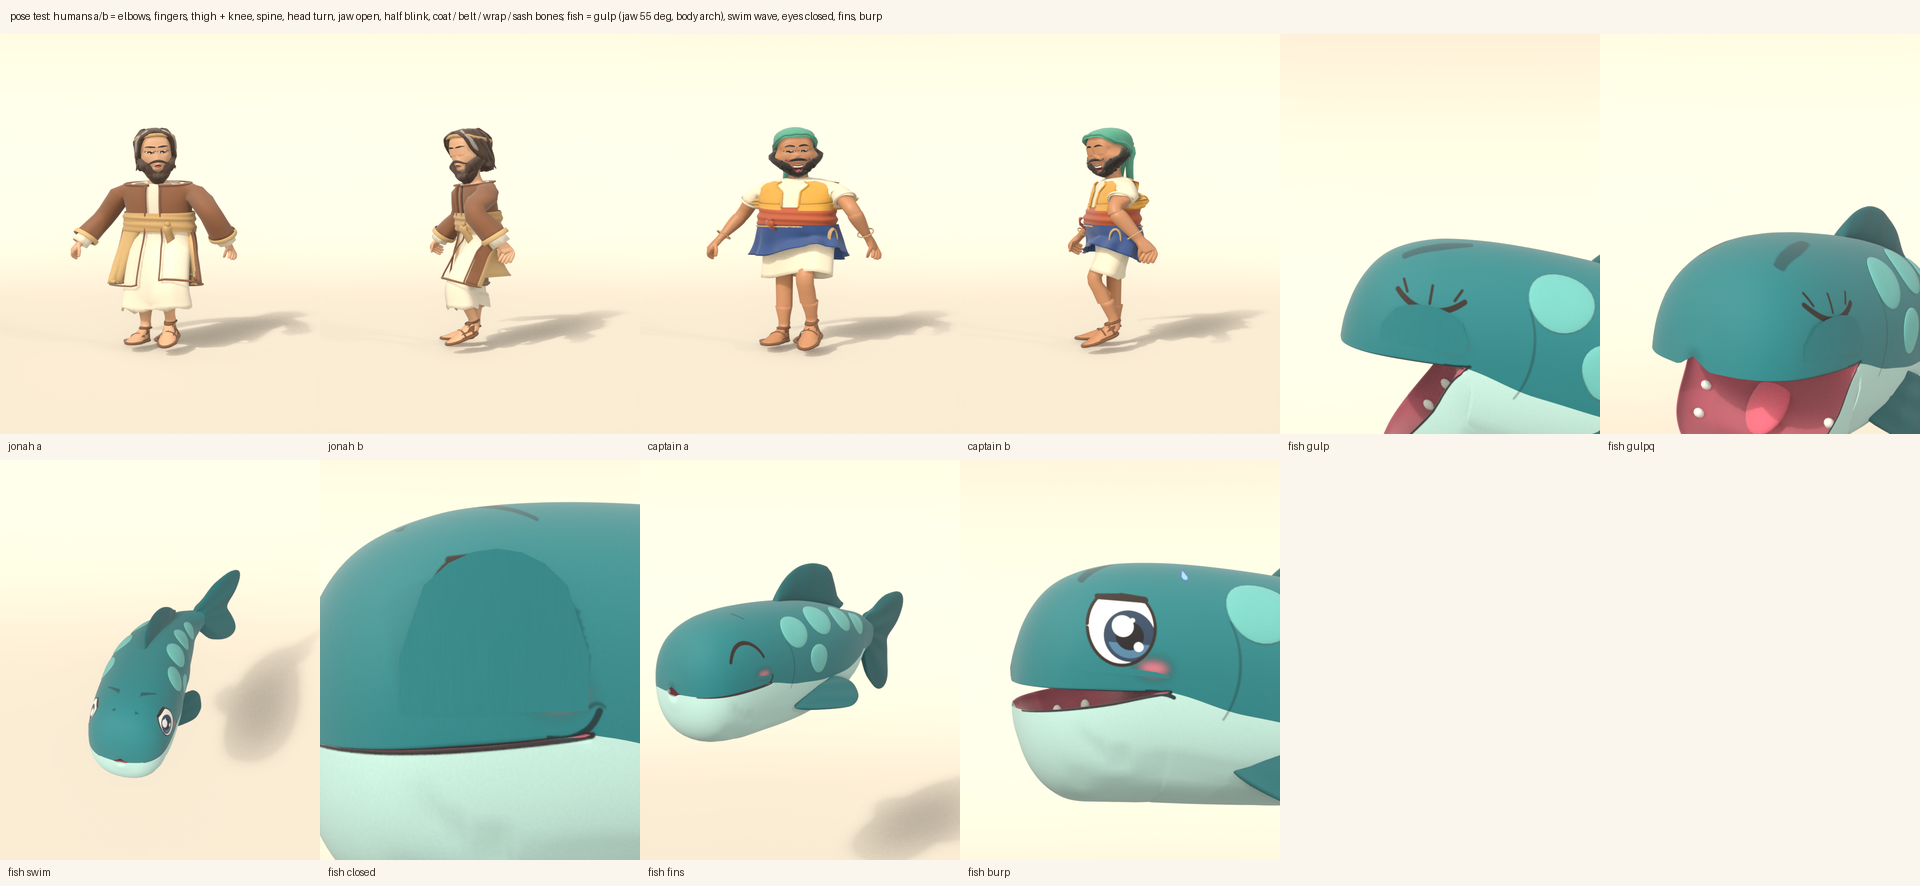 pose test: humans a/b = elbows, fingers, thigh + knee, spine, head turn, jaw open, half blink, coat / belt / wrap / sash bones; fish = gulp (jaw 55 deg, body arch), swim wave, eyes closed, fins, burp
jonah a
jonah b
captain a
captain b
fish gulp
fish gulpq
fish swim
fish closed
fish fins
fish burp